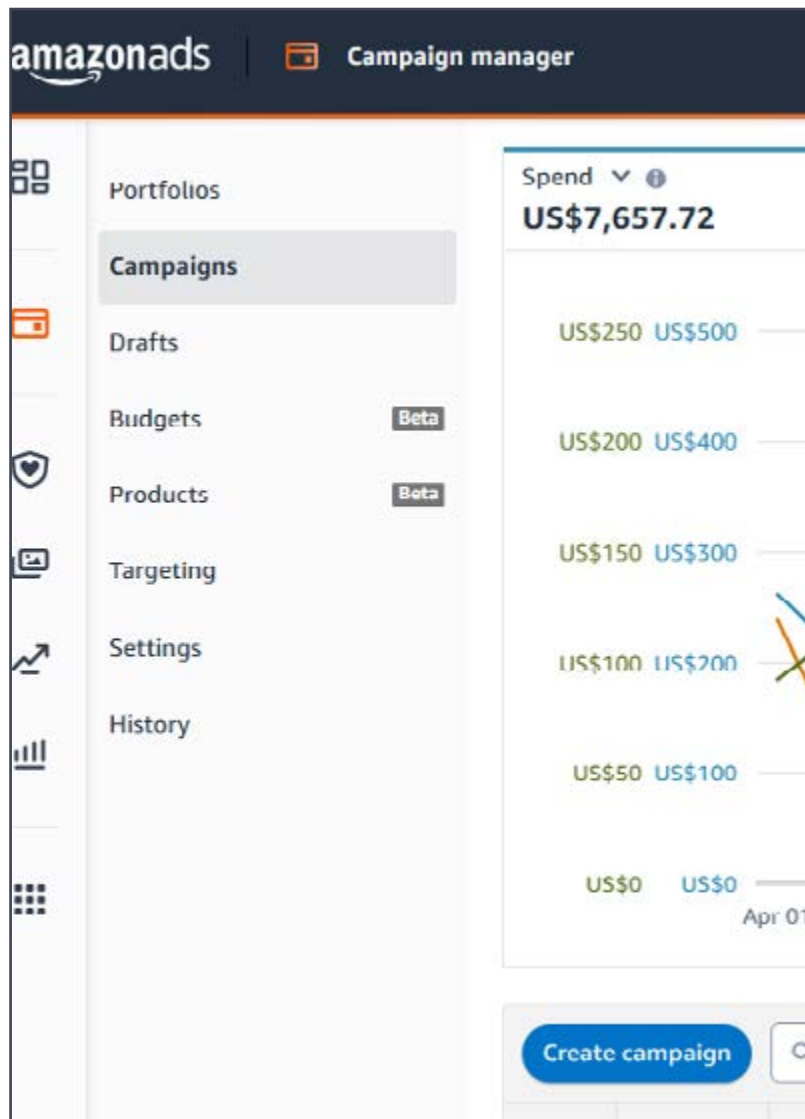 amazonads Campaign manager
Portfolios
Campaigns
Drafts
Budgets Beta
Products Beta
Targeting
Settings
History
Spend
US$7,657.72
US$250 US$500
US$200 US$400
US$150 US$300
US$100 US$200
US$50 US$100
US$0 US$0
Apr 01
Create campaign